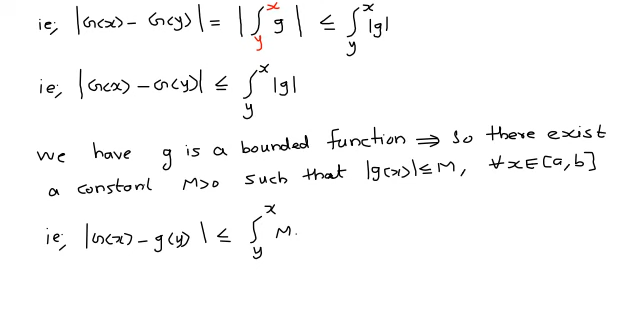 ie; |G(x) - G(y)| = | ∫_y^x g | ≤ ∫_y^x |g|
ie; |G(x) - G(y)| ≤ ∫_y^x |g|
we have g is a bounded function ⇒ so there exist
a constant M>0 such that |g(x)| ≤ M, ∀x∈[a,b]
ie; |G(x) - g(y)| ≤ ∫_y^x M.